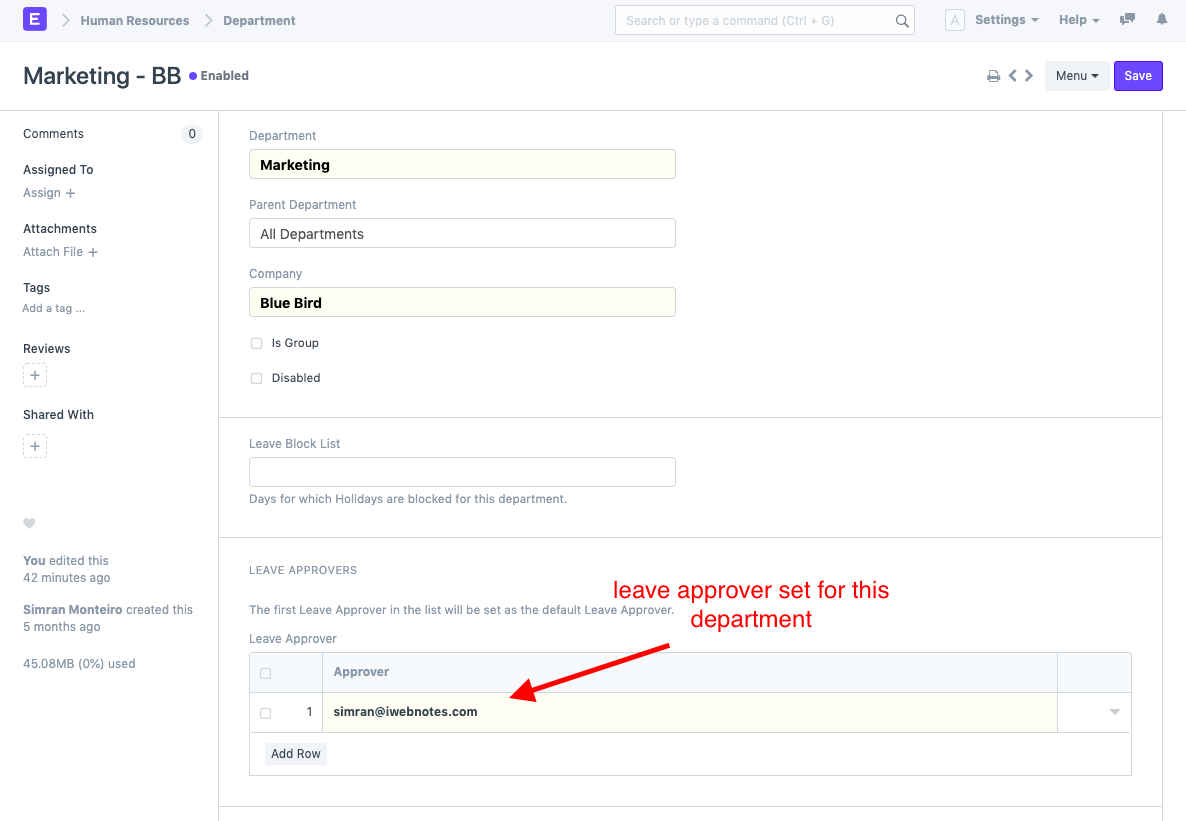 E Human Resources Department Search or type a command (Ctrl + G) A Settings Help
Marketing - BB Enabled Menu Save
Comments 0
Assigned To
Assign +
Attachments
Attach File +
Tags
Add a tag ...
Reviews
+
Shared With
+
You edited this
42 minutes ago
Simran Monteiro created this
5 months ago
45.08MB (0%) used
Department
Marketing
Parent Department
All Departments
Company
Blue Bird
Is Group
Disabled
Leave Block List
Days for which Holidays are blocked for this department.
LEAVE APPROVERS
leave approver set for this
department
The first Leave Approver in the list will be set as the default Leave Approver.
Leave Approver
Approver
1 simran@iwebnotes.com
Add Row